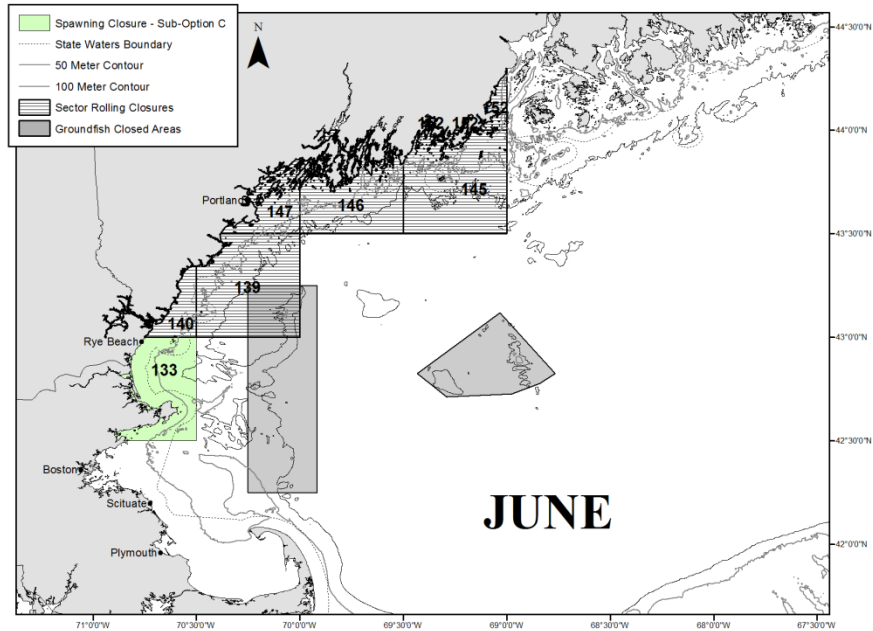 Spawning Closure - Sub-Option C
State Waters Boundary
50 Meter Contour
100 Meter Contour
Sector Rolling Closures
Groundfish Closed Areas
N
44°30'0"N
44°0'0"N
43°30'0"N
43°0'0"N
42°30'0"N
42°0'0"N
152
145
146
147
Portland
139
140
Rye Beach
133
Boston
Scituate
Plymouth
JUNE
71°0'0"W
70°30'0"W
70°0'0"W
69°30'0"W
69°0'0"W
68°30'0"W
68°0'0"W
67°30'0"W